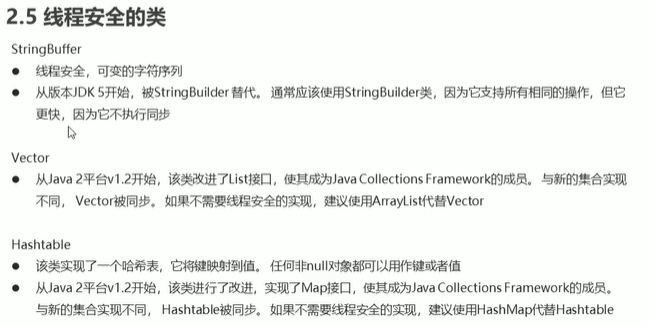 2.5 线程安全的类
StringBuffer
● 线程安全，可变的字符序列
● 从版本JDK 5开始，被StringBuilder 替代。 通常应该使用StringBuilder类，因为它支持所有相同的操作，但它
更快，因为它不执行同步
Vector
● 从Java 2平台v1.2开始，该类改进了List接口，使其成为Java Collections Framework的成员。 与新的集合实现
不同， Vector被同步。 如果不需要线程安全的实现，建议使用ArrayList代替Vector
Hashtable
● 该类实现了一个哈希表，它将键映射到值。 任何非null对象都可以用作键或者值
● 从Java 2平台v1.2开始，该类进行了改进，实现了Map接口，使其成为Java Collections Framework的成员。
与新的集合实现不同， Hashtable被同步。 如果不需要线程安全的实现，建议使用HashMap代替Hashtable